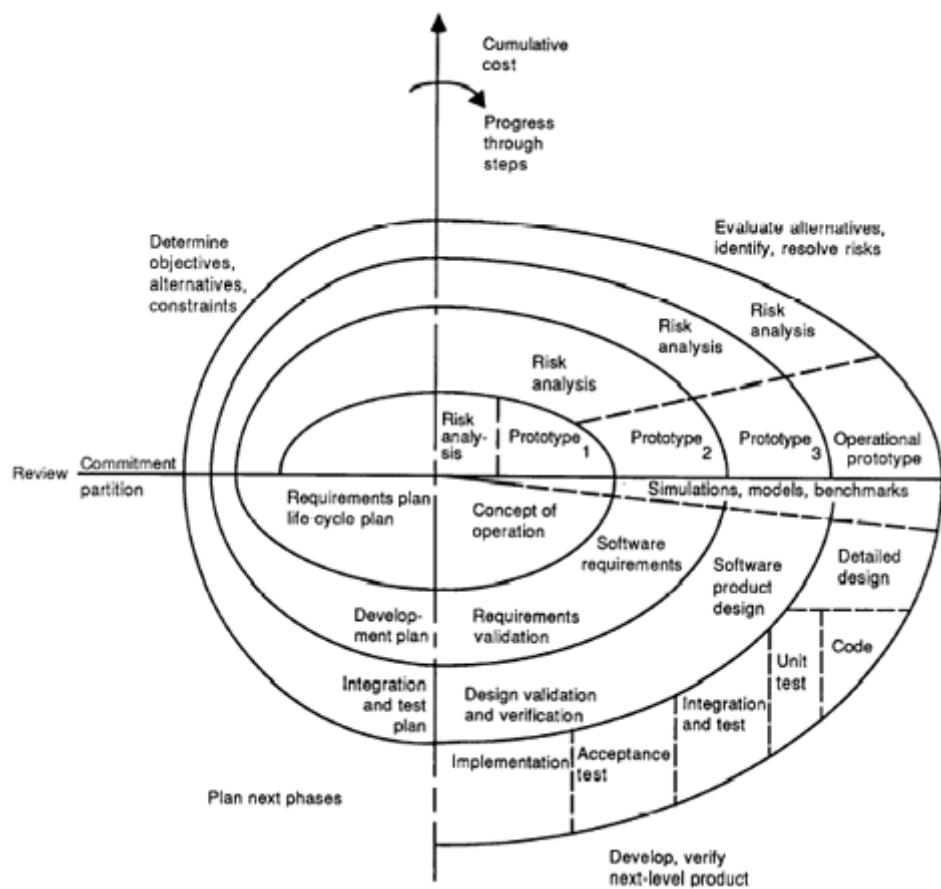 Cumulative
cost
Progress
through
steps
Determine
objectives,
alternatives,
constraints
Evaluate alternatives,
identify, resolve risks
Risk
analysis
Risk
analysis
Risk
analysis
Risk
analy-
sis
Prototype 1
Prototype 2
Prototype 3
Operational
prototype
Review
Commitment
partition
Requirements plan
life-cycle plan
Concept of
operation
Simulations, models, benchmarks
Software
requirements
Software
product
design
Detailed
design
Develop-
ment plan
Requirements
validation
Code
Unit
test
Integration
and test
plan
Design validation
and verification
Integration
and test
Acceptance
test
Implementation
Plan next phases
Develop, verify
next-level product